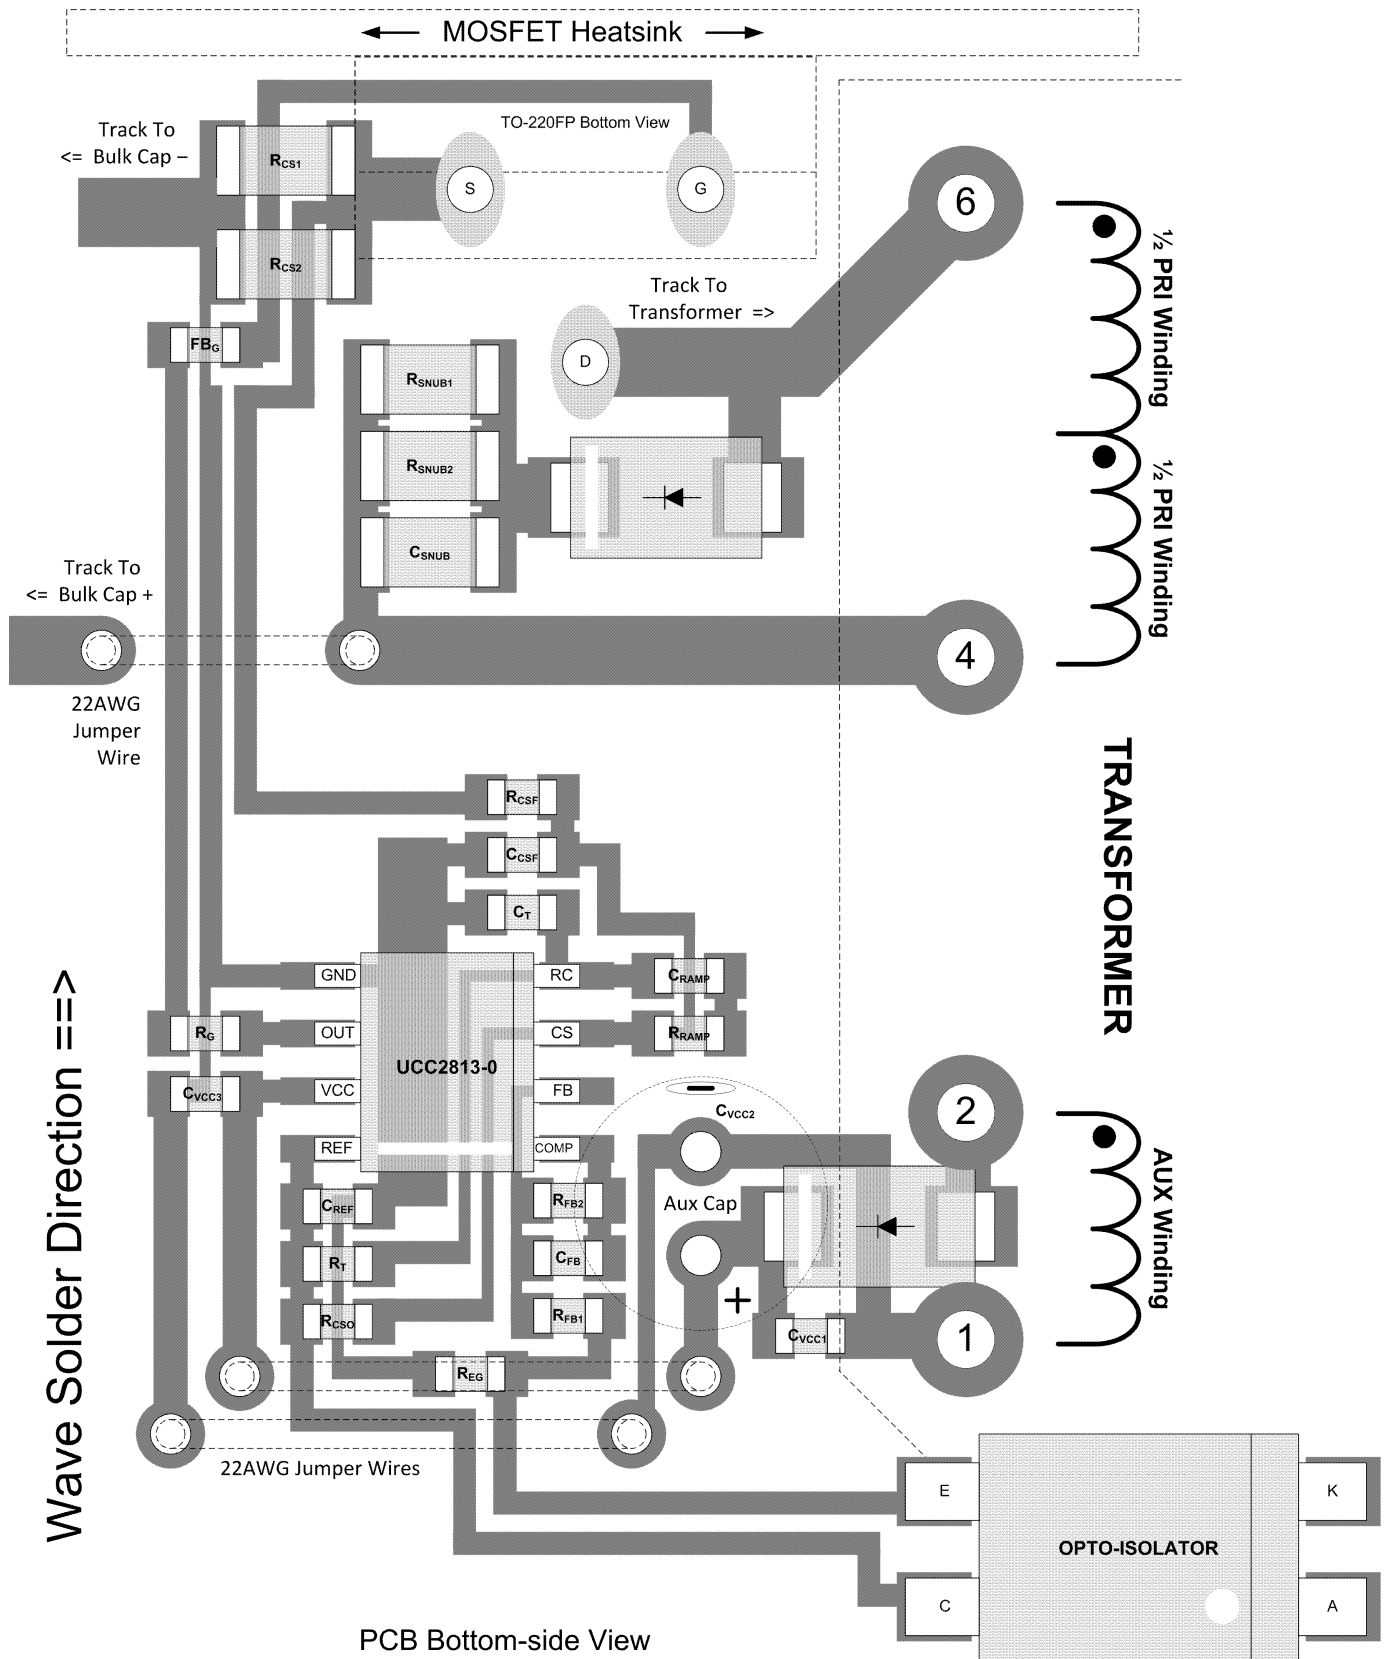 MOSFET Heatsink
Track To
<= Bulk Cap –
TO-220FP Bottom View
RCS1
S
G
6
RCS2
½ PRI Winding
Track To
Transformer =>
FBG
D
RSNUB1
RSNUB2
½ PRI Winding
CSNUB
Track To
<= Bulk Cap +
4
22AWG
Jumper
Wire
TRANSFORMER
RCSF
CCSF
CT
GND
RC
CRAMP
OUT
CS
RG
RRAMP
UCC2813-0
VCC
FB
CVCC3
CVCC2
2
REF
COMP
Aux Cap
AUX Winding
CREF
RFB2
RT
CFB
+
RCSO
RFB1
CVCC1
1
REG
22AWG Jumper Wires
Wave Solder Direction ==>
E
K
OPTO-ISOLATOR
C
A
PCB Bottom-side View